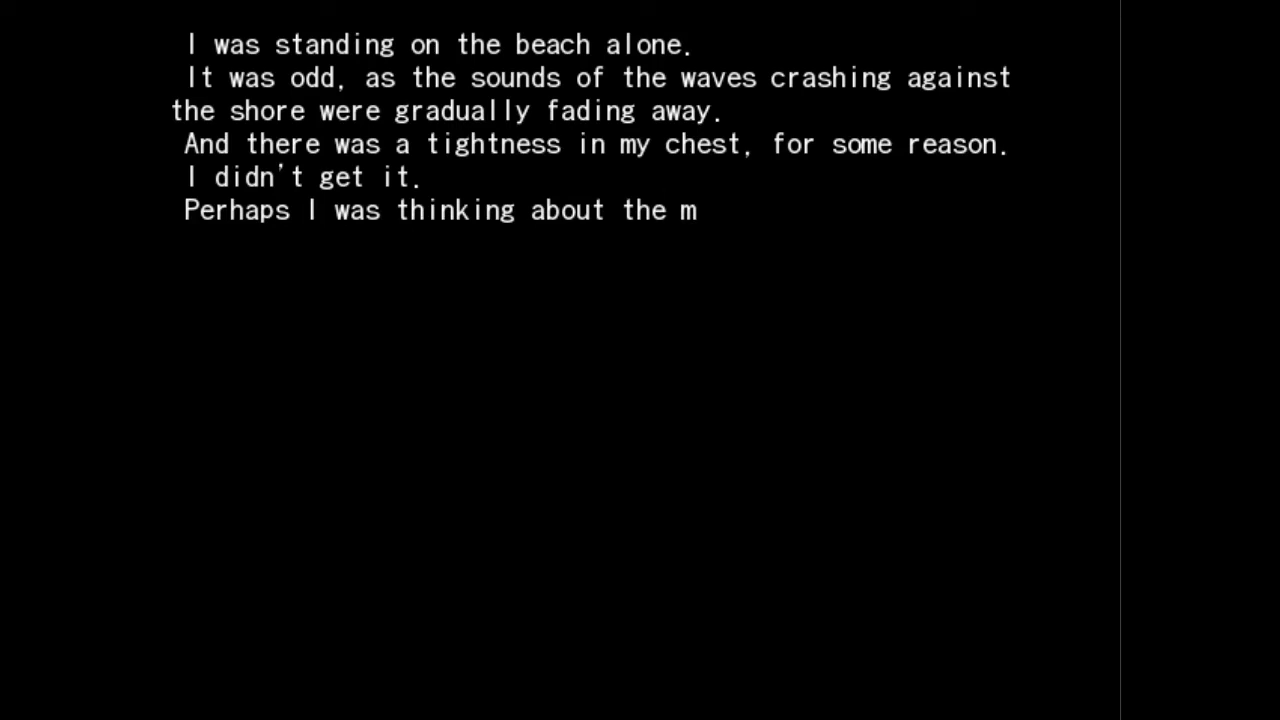 I was standing on the beach alone.
It was odd, as the sounds of the waves crashing against
the shore were gradually fading away.
And there was a tightness in my chest, for some reason.
I didn't get it.
Perhaps I was thinking about the m